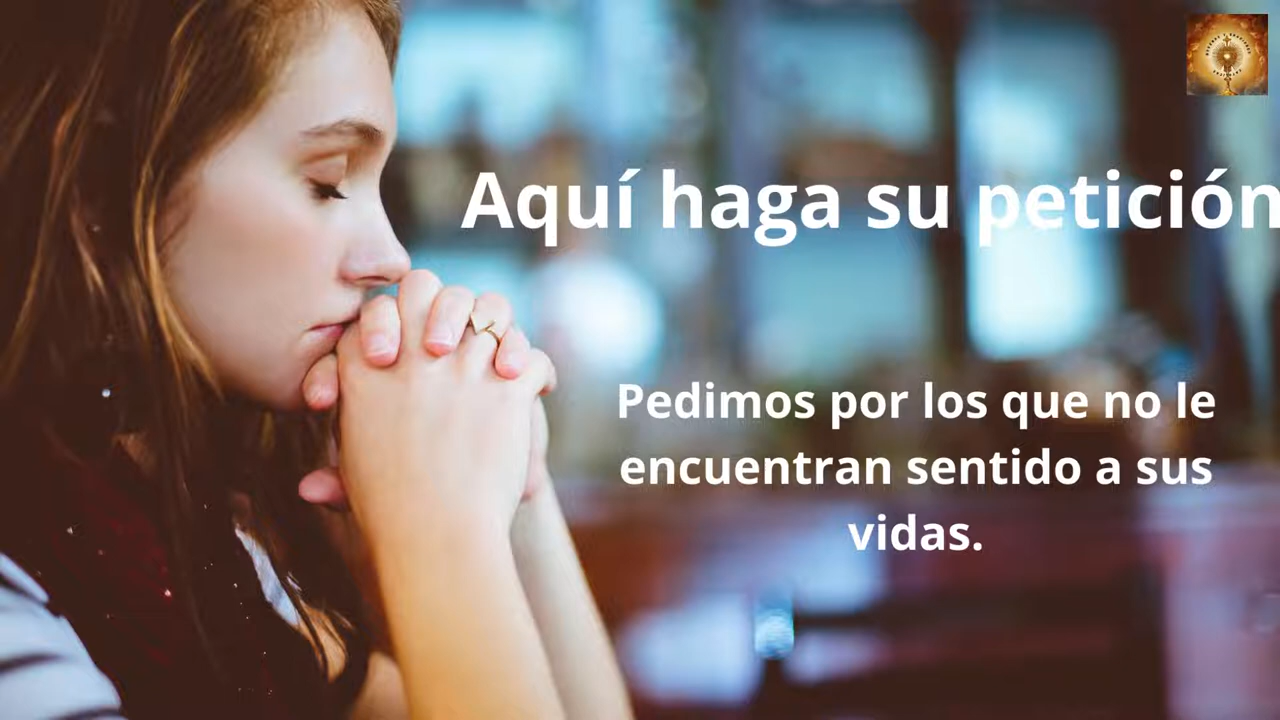 Aquí haga su petición
Pedimos por los que no le
encuentran sentido a sus
vidas.